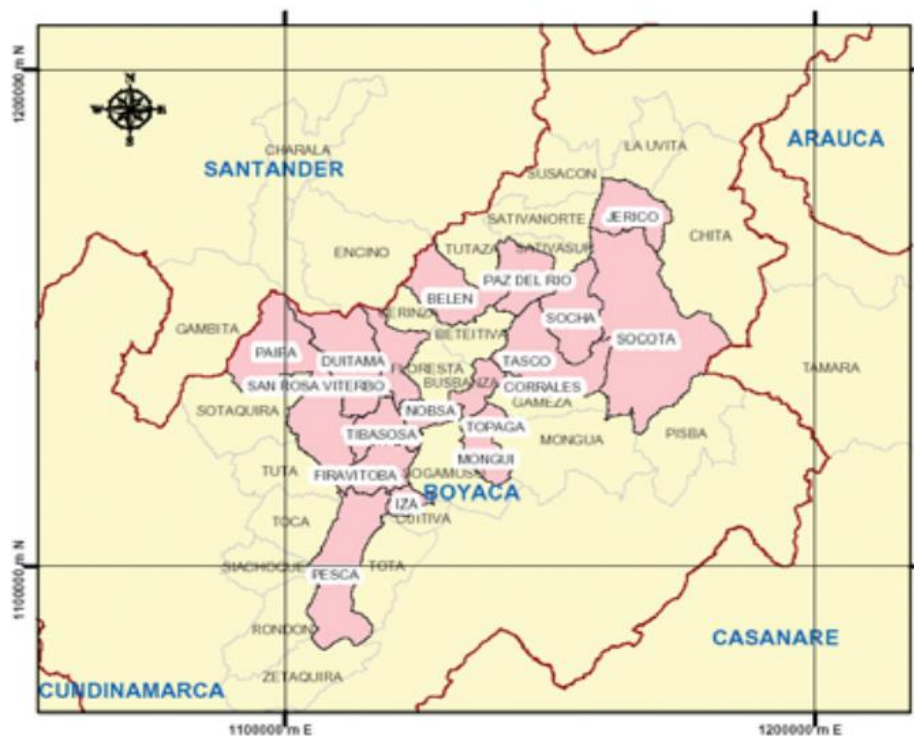 1200000 m N
N
W
E
S
ARAUCA
LA UVITA
CHARALA
SANTANDER
SUSACON
JERICO
SATIVANORTE
CHITA
ENCINO
TUTAZA
SATIVASUR
PAZ DEL RIO
BELEN
SOCHA
GAMBITA
BETEITIVA
SOCOTA
PAIPA
DUITAMA
TASCO
FLORESTA
TAMARA
BUSBANZA
SAN ROSA VITERBO
CORRALES
GAMEZA
SOTAQUIRA
NOBSA
TOPAGA
TIBASOSA
PISBA
MONGUA
MONGUI
TUTA
FIRAVITOBA
BOYACA
IZA
CUITIVA
TOCA
SIACHOQUE
TOTA
PESCA
1100000 m N
RONDON
CASANARE
ZETAQUIRA
CUNDINAMARCA
1100000 m E
1200000 m E